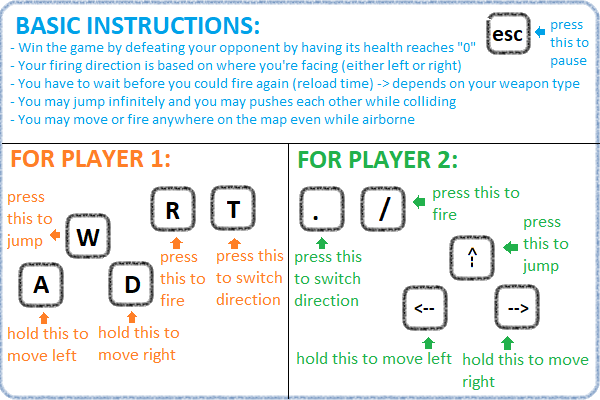 BASIC INSTRUCTIONS:
- Win the game by defeating your opponent by having its health reaches "0"
- Your firing direction is based on where you're facing (either left or right)
- You have to wait before you could fire again (reload time) -> depends on your weapon type
- You may jump infinitely and you may pushes each other while colliding
- You may move or fire anywhere on the map even while airborne
esc
press
this to
pause
FOR PLAYER 1:
press
this to
jump
W
R
T
press
this to
fire
press this
to switch
direction
A
D
hold this to
move left
hold this to
move right
FOR PLAYER 2:
.
/
press this to
fire
press this
to switch
direction
^
¦
press
this to
jump
<--
-->
hold this to move left
hold this to move
right